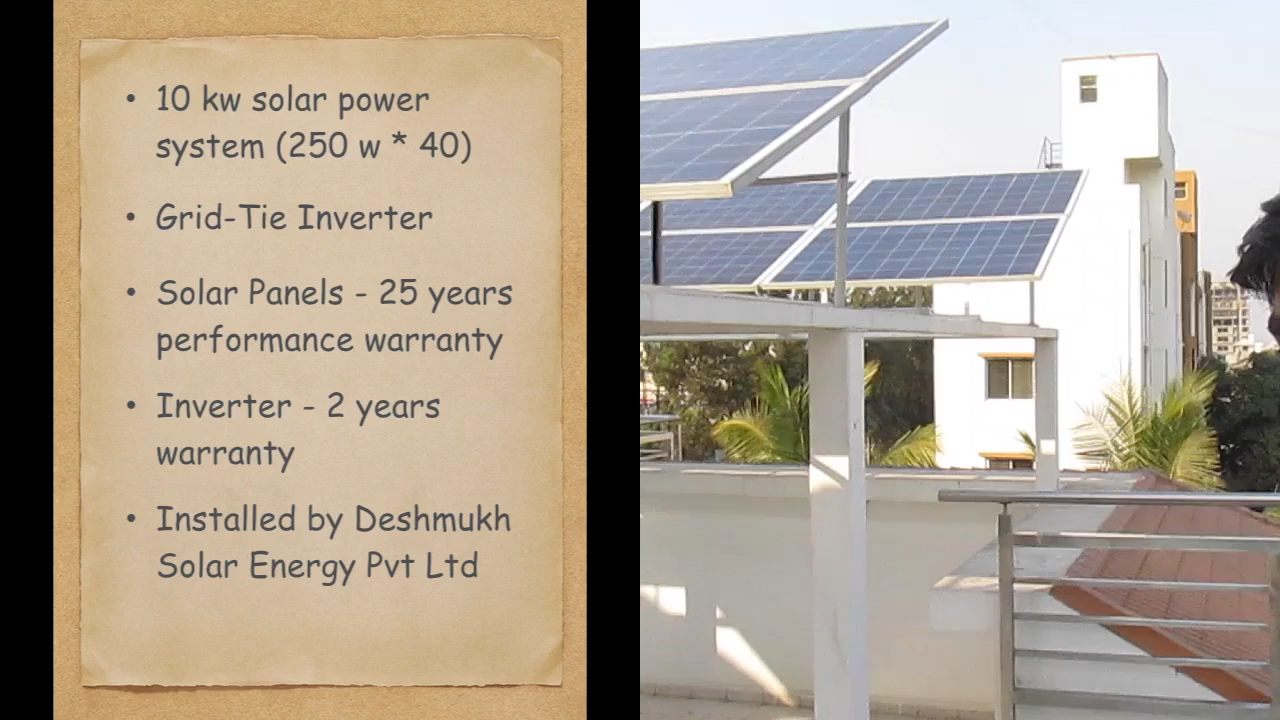 • 10 kw solar power
system (250 w * 40)
• Grid-Tie Inverter
• Solar Panels - 25 years
performance warranty
• Inverter - 2 years
warranty
• Installed by Deshmukh
Solar Energy Pvt Ltd